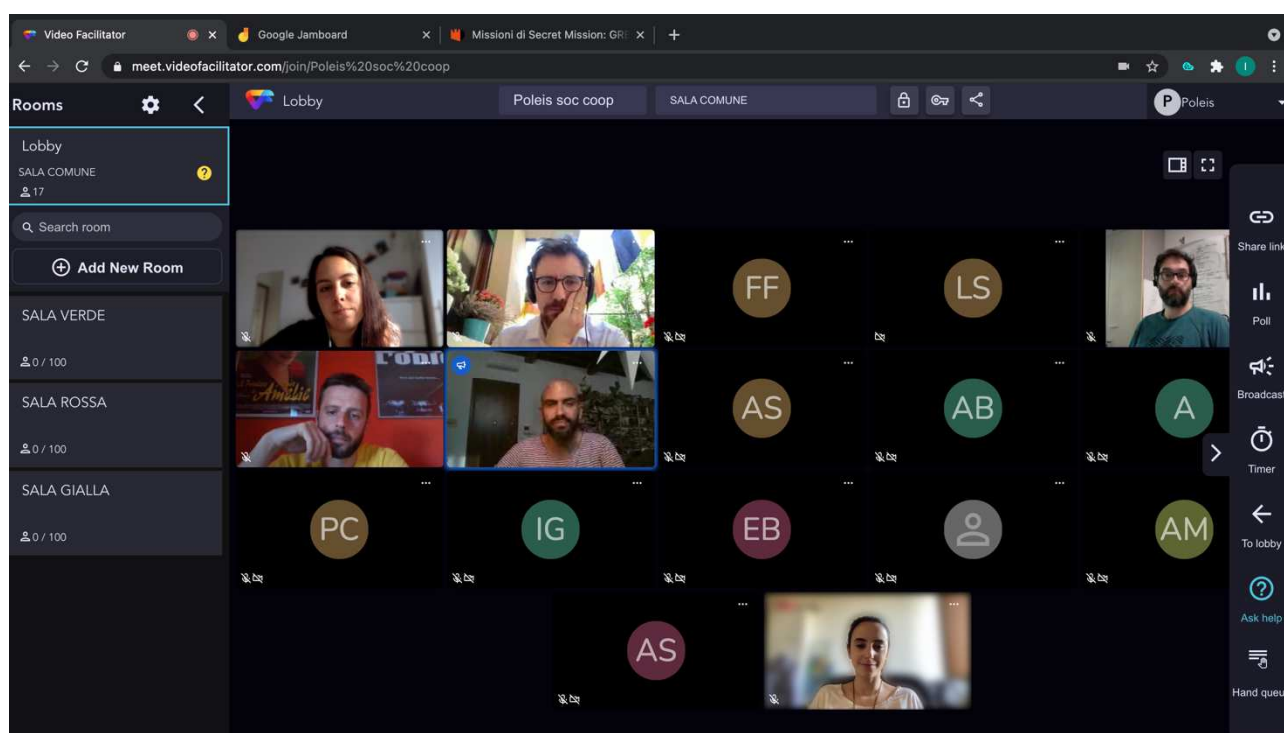 Video Facilitator
Google Jamboard
Missioni di Secret Mission: GR
meet.videofacilitator.com/join/Poleis%20soc%20coop
I
Rooms
Lobby
Poleis soc coop
SALA COMUNE
P Poleis
Lobby
SALA COMUNE
?
17
Search room
Add New Room
SALA VERDE
0 / 100
SALA ROSSA
0 / 100
SALA GIALLA
0 / 100
FF
LS
Amélie
L'ODI
AS
AB
A
PC
IG
EB
AM
AS
Share link
Poll
Broadcast
Timer
To lobby
?
Ask help
Hand queu